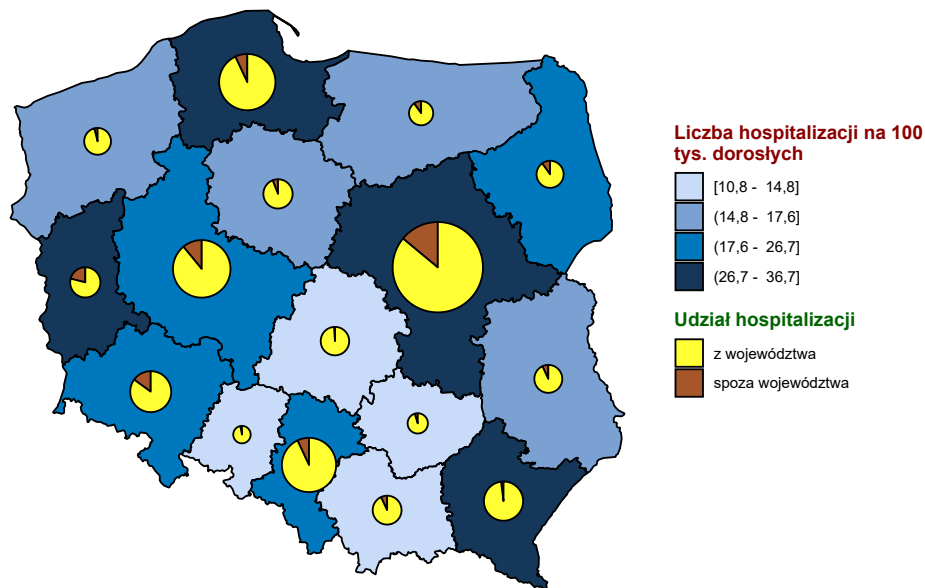 Liczba hospitalizacji na 100
tys. dorosłych
[10,8 - 14,8]
(14,8 - 17,6]
(17,6 - 26,7]
(26,7 - 36,7]
Udział hospitalizacji
z województwa
spoza województwa